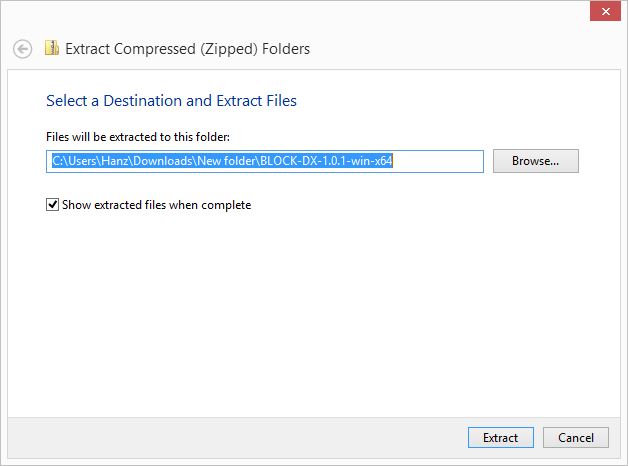 Extract Compressed (Zipped) Folders
Select a Destination and Extract Files
Files will be extracted to this folder:
C:\Users\Hanz\Downloads\New folder\BLOCK-DX-1.0.1-win-x64
Browse...
Show extracted files when complete
Extract
Cancel